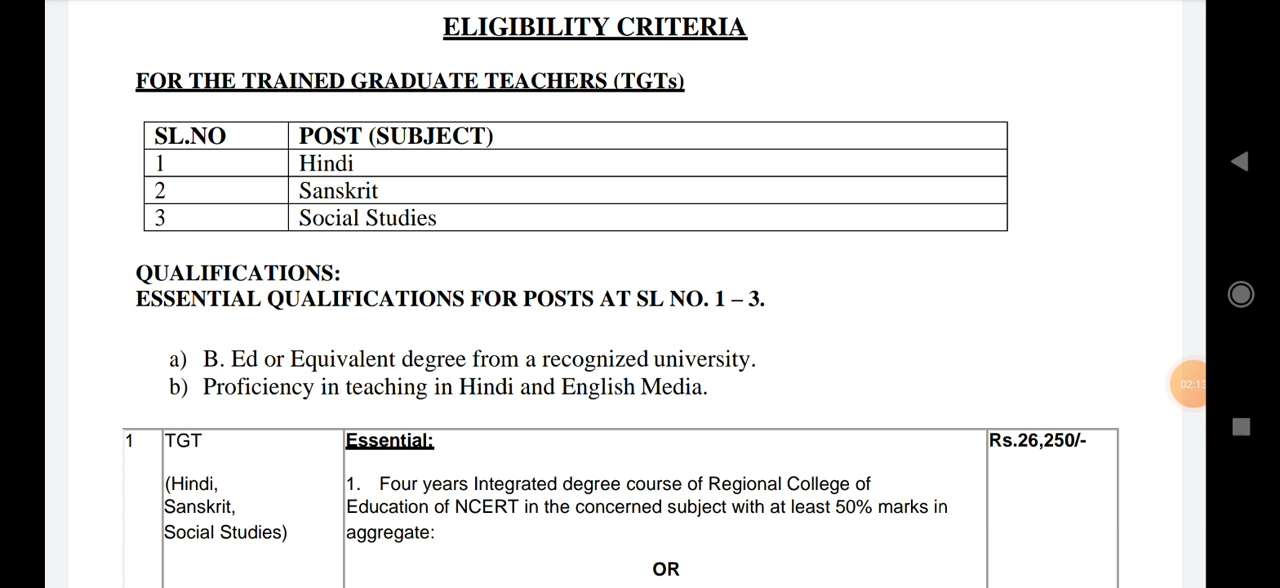 ELIGIBILITY CRITERIA
FOR THE TRAINED GRADUATE TEACHERS (TGTs)
SL.NO POST (SUBJECT)
1 Hindi
2 Sanskrit
3 Social Studies
QUALIFICATIONS:
ESSENTIAL QUALIFICATIONS FOR POSTS AT SL NO. 1 – 3.
a) B. Ed or Equivalent degree from a recognized university.
b) Proficiency in teaching in Hindi and English Media.
1 TGT Essential: Rs.26,250/-
(Hindi, 1. Four years Integrated degree course of Regional College of
Sanskrit, Education of NCERT in the concerned subject with at least 50% marks in
Social Studies) aggregate:
OR
02:13